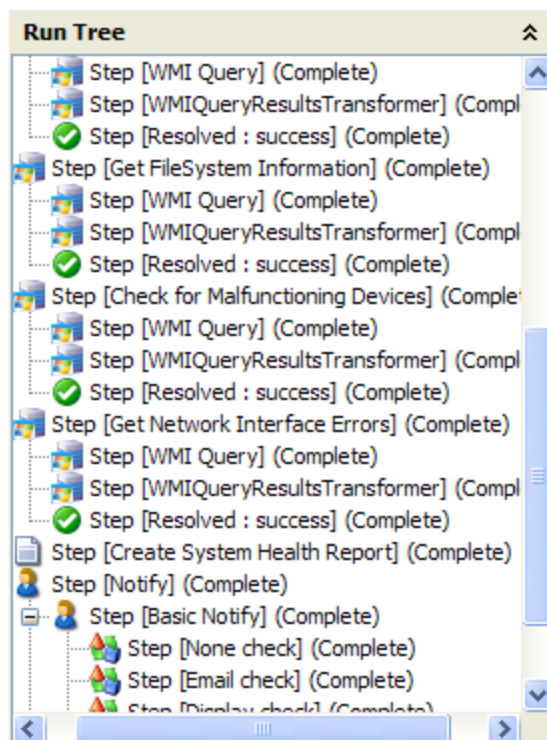 Run Tree
Step [WMI Query] (Complete)
Step [WMIQueryResultsTransformer] (Compl
Step [Resolved : success] (Complete)
Step [Get FileSystem Information] (Complete)
Step [WMI Query] (Complete)
Step [WMIQueryResultsTransformer] (Compl
Step [Resolved : success] (Complete)
Step [Check for Malfunctioning Devices] (Complet
Step [WMI Query] (Complete)
Step [WMIQueryResultsTransformer] (Compl
Step [Resolved : success] (Complete)
Step [Get Network Interface Errors] (Complete)
Step [WMI Query] (Complete)
Step [WMIQueryResultsTransformer] (Compl
Step [Resolved : success] (Complete)
Step [Create System Health Report] (Complete)
Step [Notify] (Complete)
Step [Basic Notify] (Complete)
Step [None check] (Complete)
Step [Email check] (Complete)
Step [Display check] (Complete)